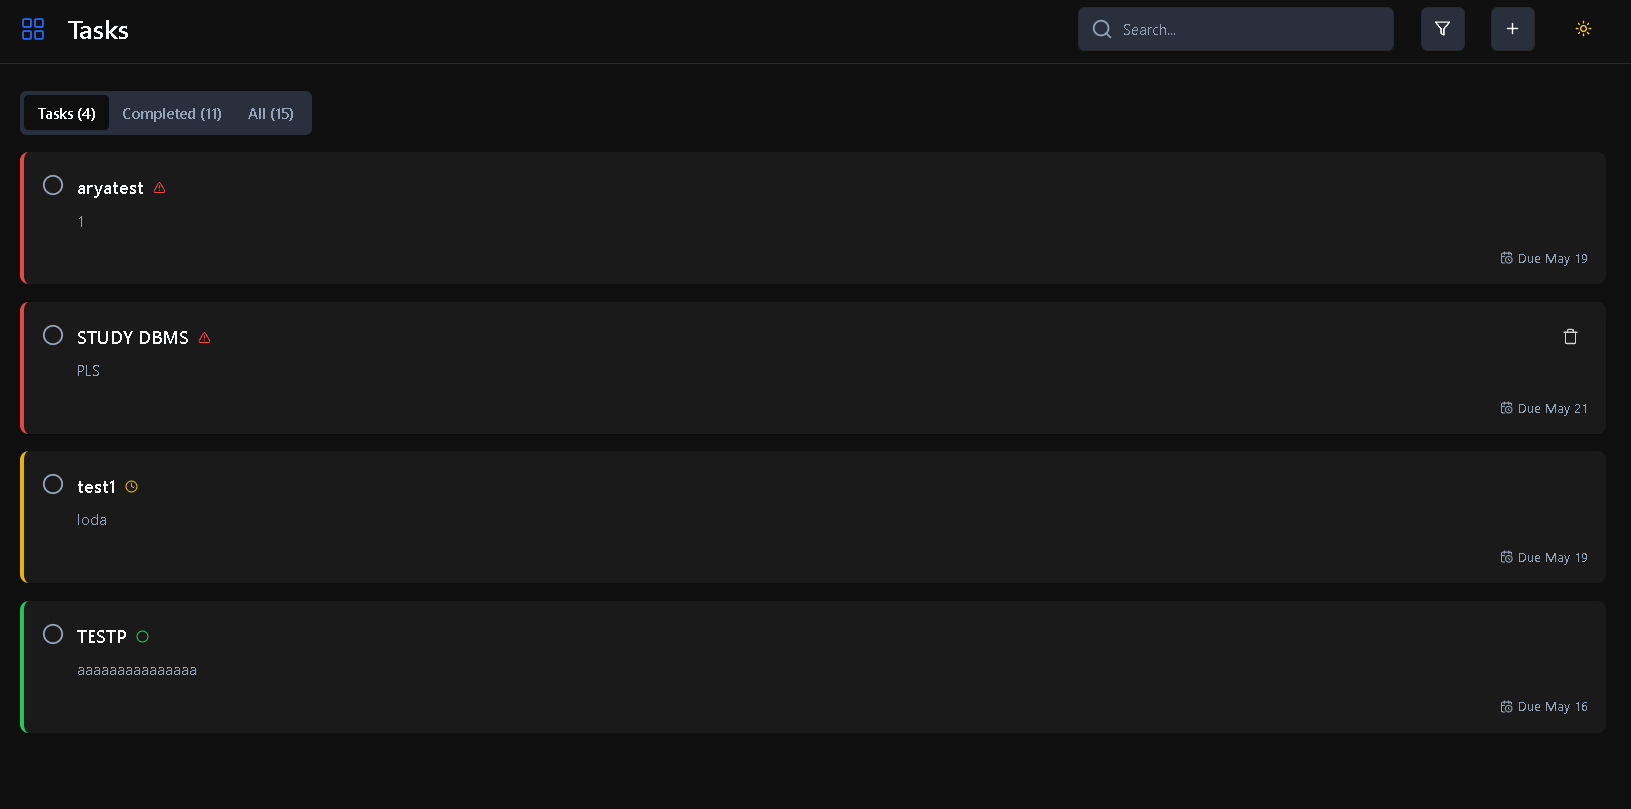 Tasks
Search...
Tasks (4) Completed (11) All (15)
aryatest
1
Due May 19
STUDY DBMS
PLS
Due May 21
test1
loda
Due May 19
TESTP
aaaaaaaaaaaaaaa
Due May 16